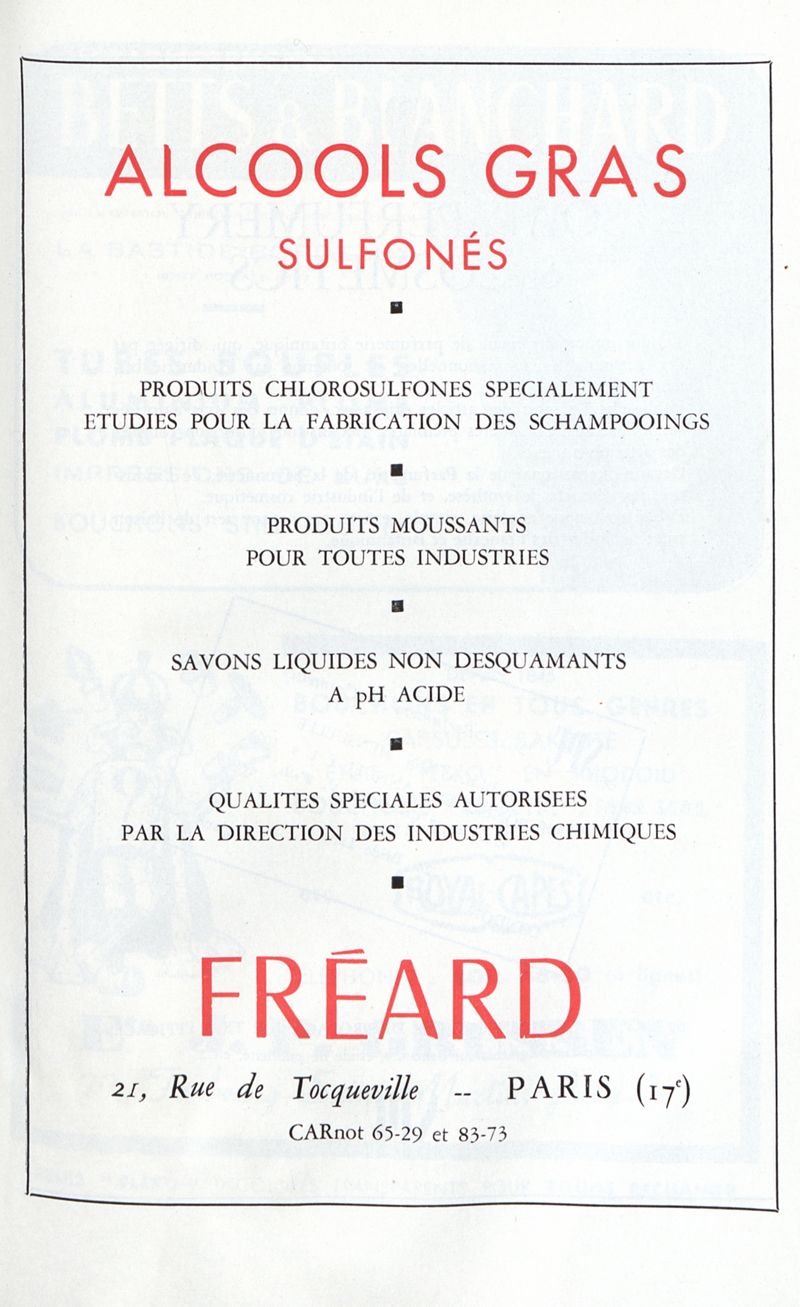 ALCOOLS GRAS
SULFONÉS
PRODUITS CHLOROSULFONES SPECIALEMENT
ETUDIES POUR LA FABRICATION DES SCHAMPOOINGS
PRODUITS MOUSSANTS
POUR TOUTES INDUSTRIES
SAVONS LIQUIDES NON DESQUAMANTS
A pH ACIDE
QUALITES SPECIALES AUTORISEES
PAR LA DIRECTION DES INDUSTRIES CHIMIQUES
FRÉARD
21, Rue de Tocqueville -- PARIS (17e)
CARnot 65-29 et 83-73